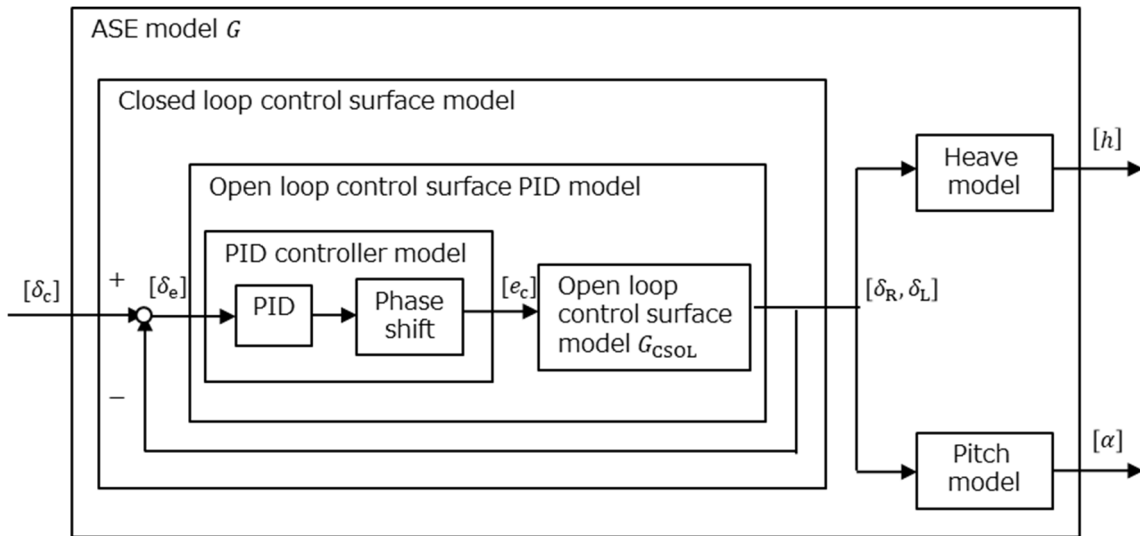 ASE model G
Closed loop control surface model
Open loop control surface PID model
PID controller model
[δc]
+
[δe]
PID
Phase
shift
[ec]
Open loop
control surface
model GCSOL
−
[δR, δL]
Heave
model
[h]
Pitch
model
[α]